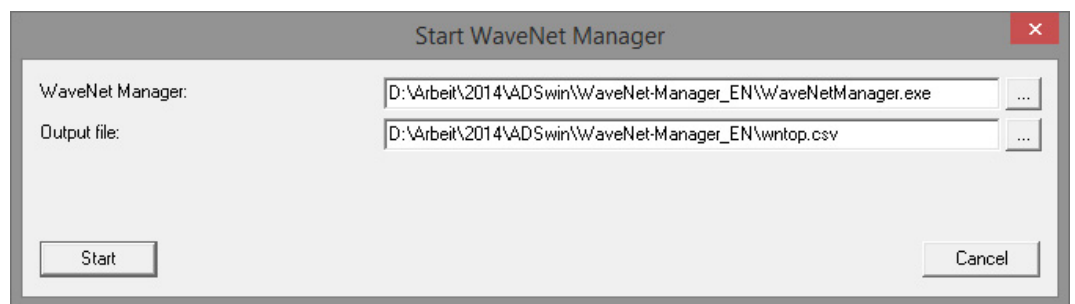 Start WaveNet Manager
WaveNet Manager: D:\Arbeit\2014\ADSwin\WaveNet-Manager_EN\WaveNetManager.exe ...
Output file: D:\Arbeit\2014\ADSwin\WaveNet-Manager_EN\wntop.csv ...
Start Cancel